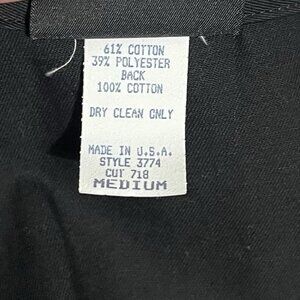 61% COTTON
39% POLYESTER
BACK
100% COTTON
DRY CLEAN ONLY
MADE IN U.S.A.
STYLE 3774
CUT 718
MEDIUM